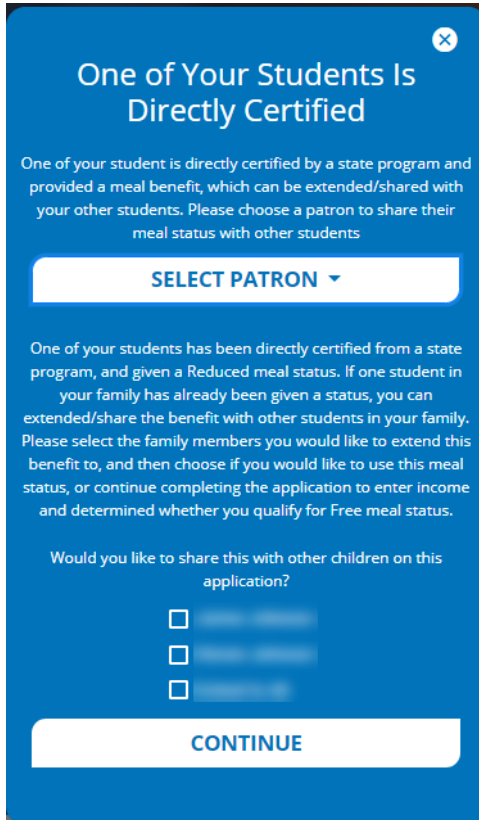 One of Your Students Is
Directly Certified
One of your student is directly certified by a state program and
provided a meal benefit, which can be extended/shared with
your other students. Please choose a patron to share their
meal status with other students
SELECT PATRON
One of your students has been directly certified from a state
program, and given a Reduced meal status. If one student in
your family has already been given a status, you can
extended/share the benefit with other students in your family.
Please select the family members you would like to extend this
benefit to, and then choose if you would like to use this meal
status, or continue completing the application to enter income
and determined whether you qualify for Free meal status.
Would you like to share this with other children on this
application?
CONTINUE